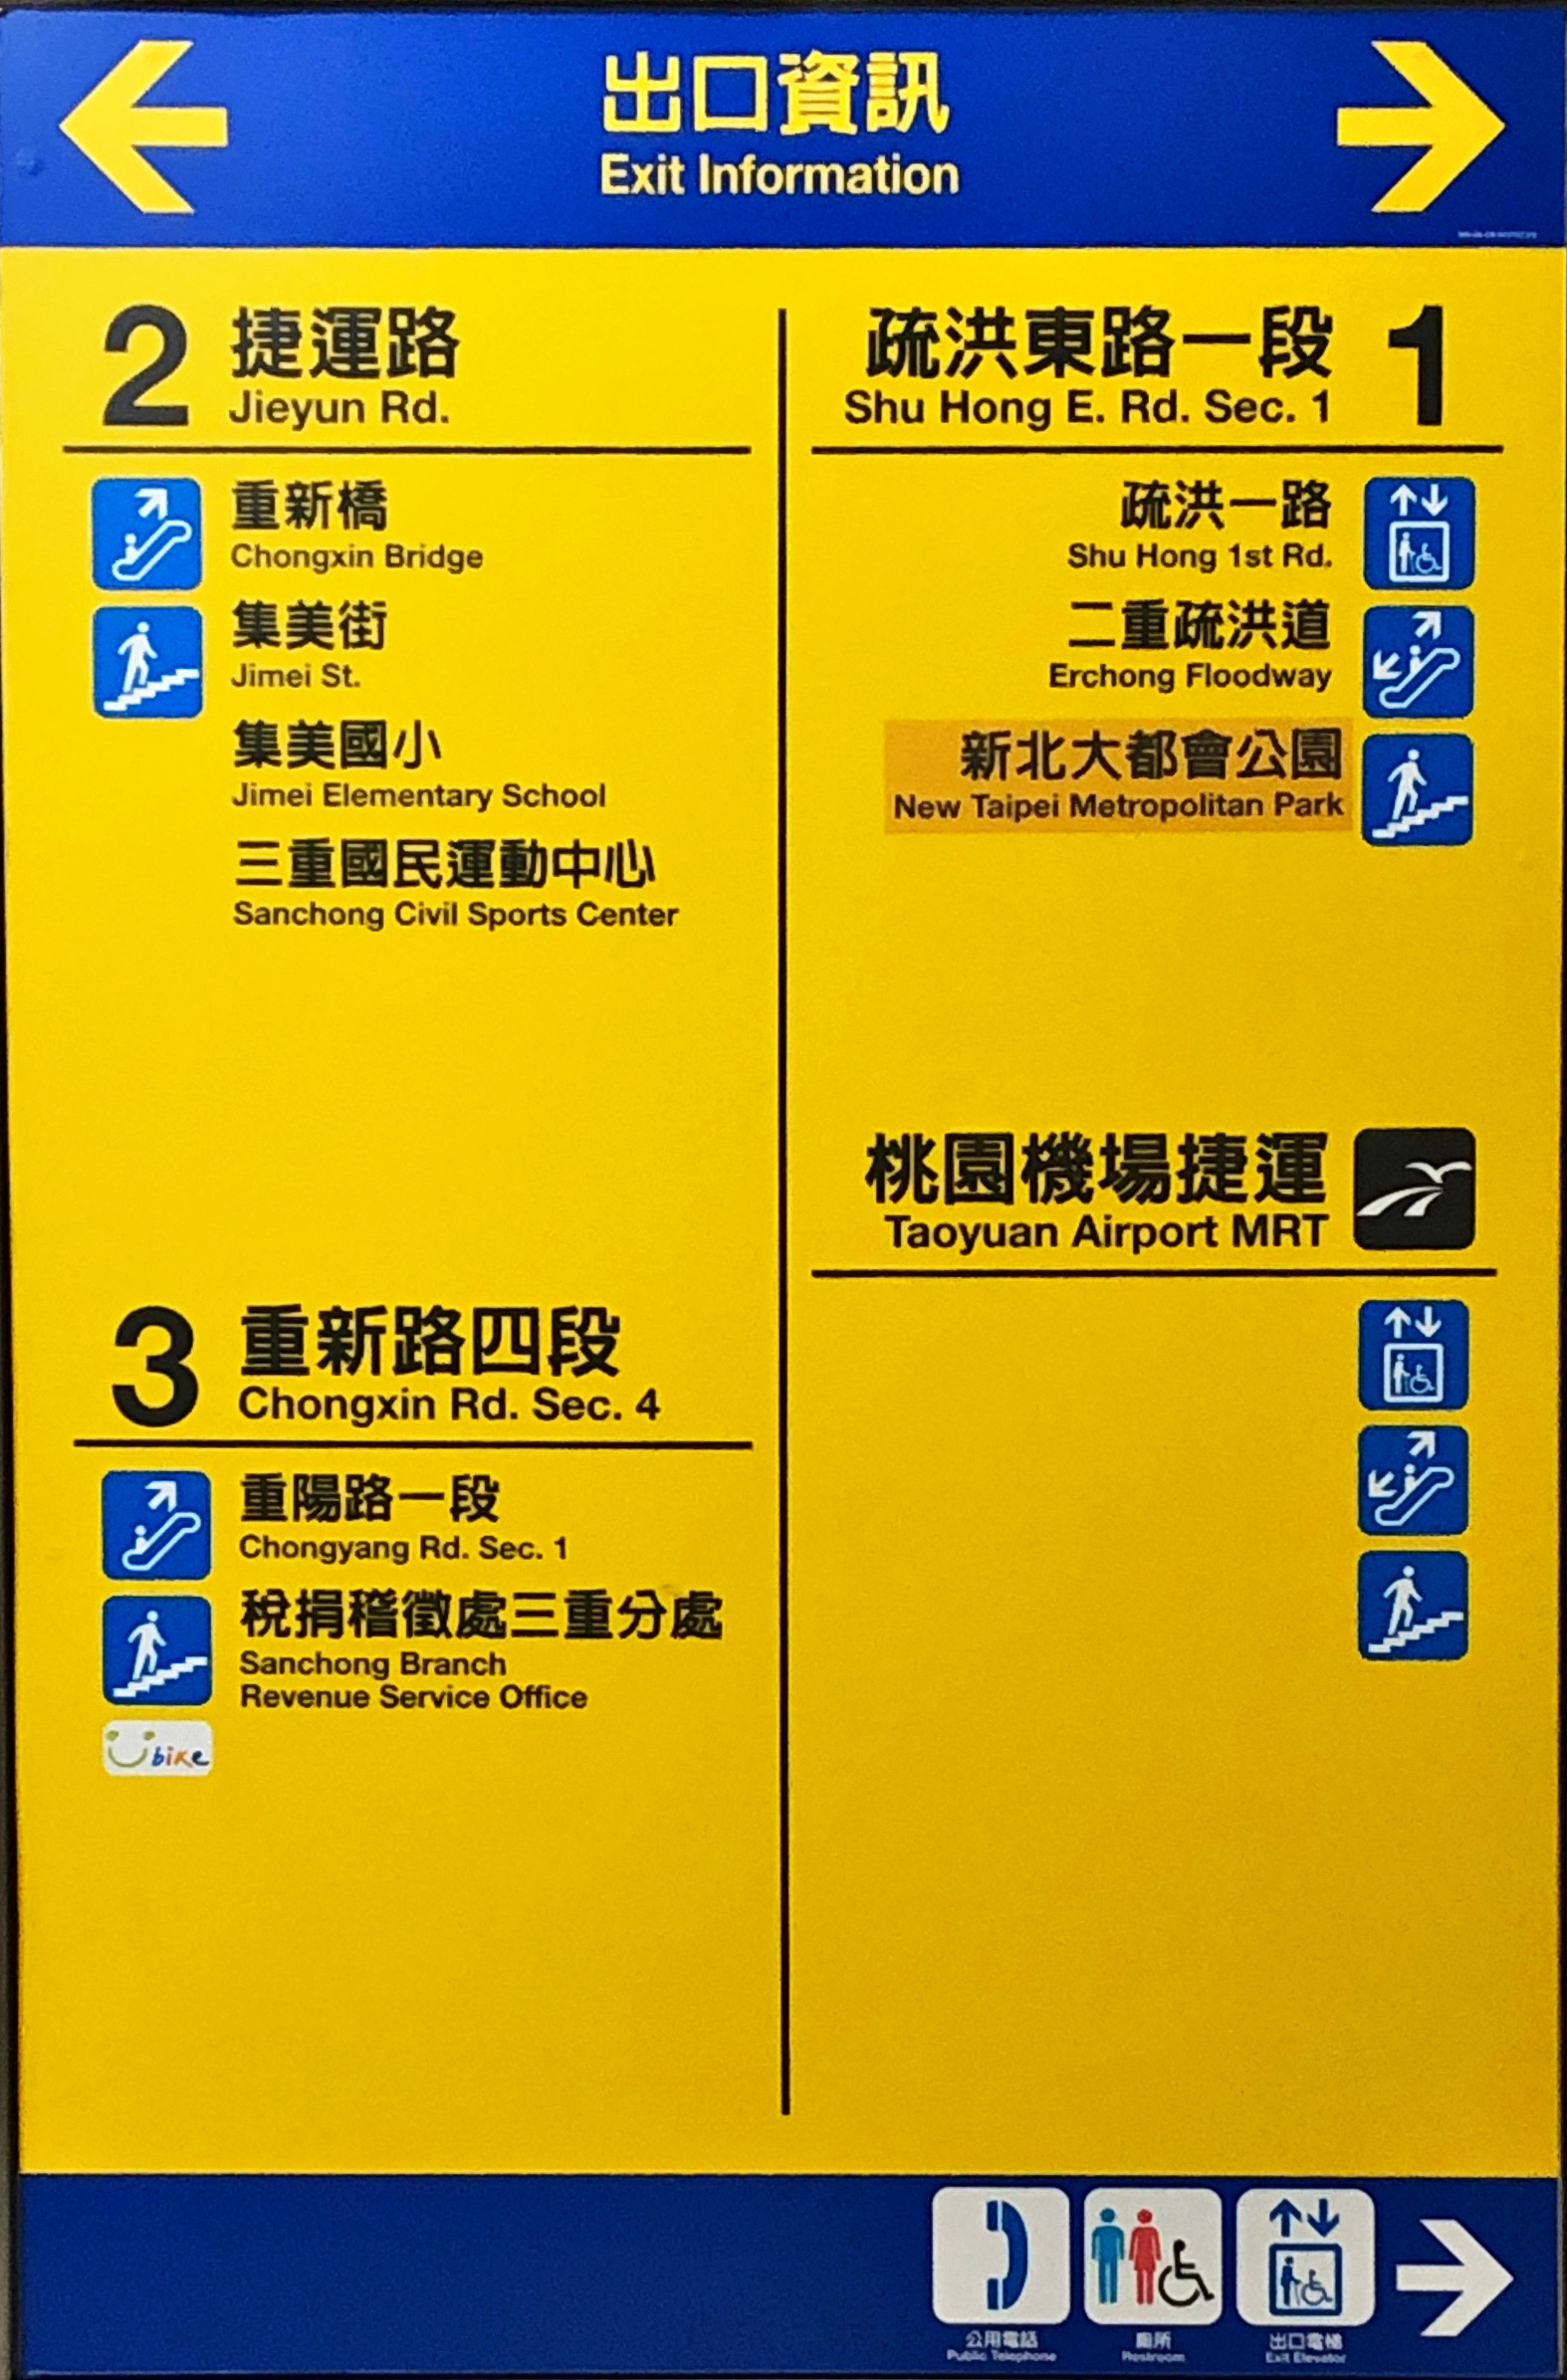 出口資訊
Exit Information
2 捷運路
Jieyun Rd.
重新橋
Chongxin Bridge
集美街
Jimei St.
集美國小
Jimei Elementary School
三重國民運動中心
Sanchong Civil Sports Center
3 重新路四段
Chongxin Rd. Sec. 4
重陽路一段
Chongyang Rd. Sec. 1
稅捐稽徵處三重分處
Sanchong Branch
Revenue Service Office
Ubike
疏洪東路一段 1
Shu Hong E. Rd. Sec. 1
疏洪一路
Shu Hong 1st Rd.
二重疏洪道
Erchong Floodway
新北大都會公園
New Taipei Metropolitan Park
桃園機場捷運
Taoyuan Airport MRT
公用電話
Public Telephone
廁所
Restroom
出口電梯
Exit Elevator